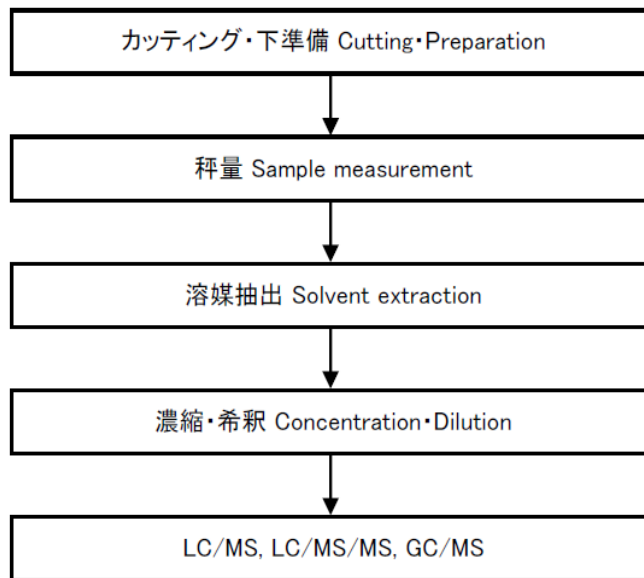 カッティング・下準備 Cutting・Preparation
秤量 Sample measurement
溶媒抽出 Solvent extraction
濃縮・希釈 Concentration・Dilution
LC/MS, LC/MS/MS, GC/MS